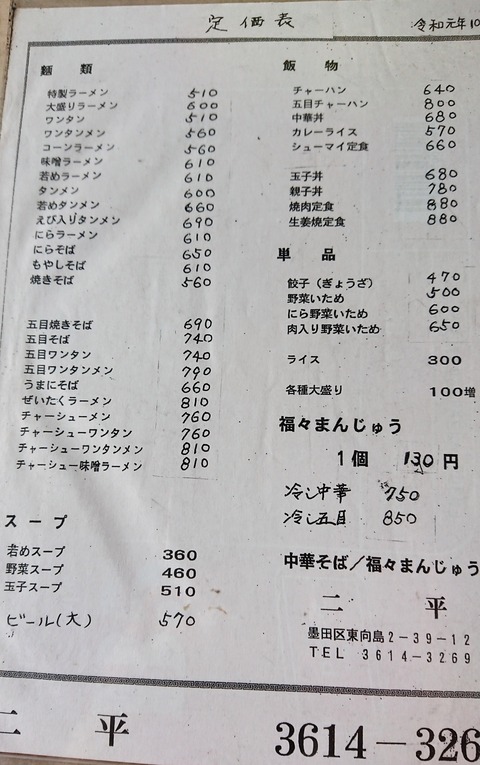 定価表
令和元年10
麺類
特製ラーメン 510
大盛りラーメン 600
ワンタン 510
ワンタンメン 560
コーンラーメン 560
味噌ラーメン 610
若めラーメン 610
タンメン 600
若めタンメン 660
えび入りタンメン 690
にらラーメン 610
にらそば 650
もやしそば 610
焼きそば 560
五目焼きそば 690
五目そば 740
五目ワンタン 740
五目ワンタンメン 790
うまにそば 660
ぜいたくラーメン 810
チャーシューメン 760
チャーシューワンタン 760
チャーシューワンタンメン 810
チャーシュー味噌ラーメン 810
スープ
若めスープ 360
野菜スープ 460
玉子スープ 510
ビール(大) 570
飯物
チャーハン 640
五目チャーハン 800
中華丼 680
カレーライス 570
シューマイ定食 660
玉子丼 680
親子丼 780
焼肉定食 880
生姜焼定食 880
単品
餃子(ぎょうざ) 470
野菜いため 500
にら野菜いため 600
肉入り野菜いため 650
ライス 300
各種大盛り 100増
福々まんじゅう
1個 130円
冷し中華 750
冷し五目 850
中華そば/福々まんじゅう
二平
墨田区東向島2-39-12
TEL 3614-3269
二平 3614-326